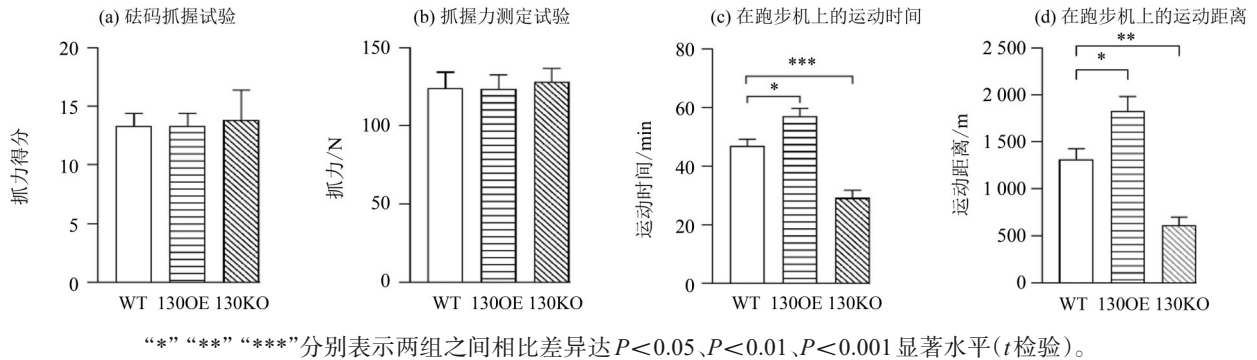 (a) 砝码抓握试验
(b) 抓握力测定试验
(c) 在跑步机上的运动时间
(d) 在跑步机上的运动距离
抓力得分
20
15
10
5
0
WT 130OE 130KO
抓力/N
150
100
50
0
WT 130OE 130KO
运动时间/min
80
60
40
20
0
***
*
WT 130OE 130KO
运动距离/m
2 500
2 000
1 500
1 000
500
0
**
*
WT 130OE 130KO
“*” “**” “***”分别表示两组之间相比差异达P<0.05、P<0.01、P<0.001显著水平(t检验)。